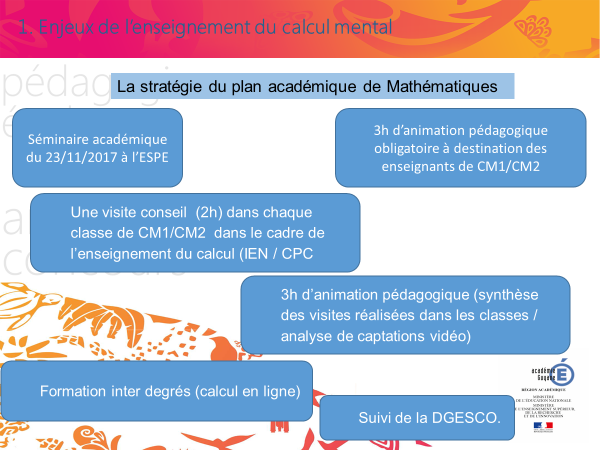 1. Enjeux de l'enseignement du calcul mental
La stratégie du plan académique de Mathématiques
Séminaire académique
du 23/11/2017 à l'ESPE
3h d'animation pédagogique
obligatoire à destination des
enseignants de CM1/CM2
Une visite conseil (2h) dans chaque
classe de CM1/CM2 dans le cadre de
l'enseignement du calcul (IEN / CPC
3h d'animation pédagogique (synthèse
des visites réalisées dans les classes /
analyse de captations vidéo)
Formation inter degrés (calcul en ligne)
Suivi de la DGESCO.
pédag
académie
Guyane
RÉGION ACADÉMIQUE
MINISTÈRE
DE L'ÉDUCATION NATIONALE
MINISTÈRE
DE L'ENSEIGNEMENT SUPÉRIEUR,
DE LA RECHERCHE
ET DE L'INNOVATION